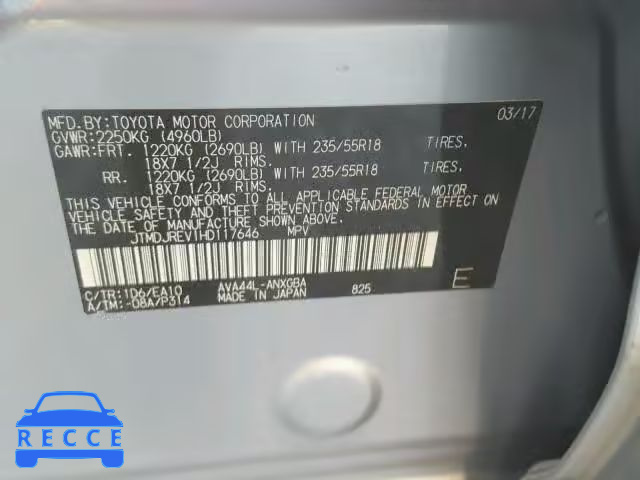 MFD.BY:TOYOTA MOTOR CORPORATION 03/17
GVWR:2250KG (4960LB)
GAWR:FRT. 1220KG (2690LB) WITH 235/55R18 TIRES,
18X7 1/2J RIMS.
RR. 1220KG (2690LB) WITH 235/55R18 TIRES,
18X7 1/2J RIMS.
THIS VEHICLE CONFORMS TO ALL APPLICABLE FEDERAL MOTOR
VEHICLE SAFETY AND THEFT PREVENTION STANDARDS IN EFFECT ON
THE DATE OF MANUFACTURE SHOWN ABOVE.
JTMDJREV1HD117646 MPV
C/TR:1D6/EA10 AVA44L-ANXGBA 825 E
A/TM:-08A/P314 MADE IN JAPAN
RECCE